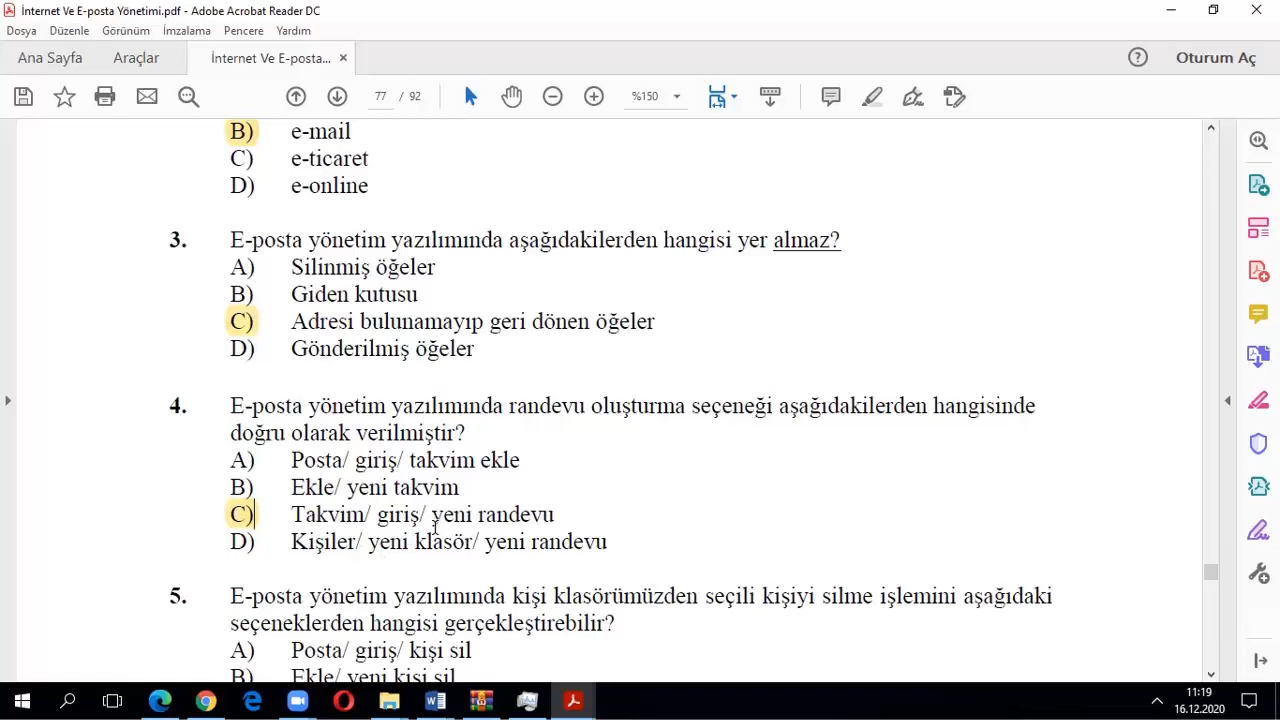 İnternet Ve E-posta Yönetimi.pdf - Adobe Acrobat Reader DC
Dosya Düzenle Görünüm İmzalama Pencere Yardım
Ana Sayfa Araçlar İnternet Ve E-posta... × Oturum Aç
77 / 92 %150
B) e-mail
C) e-ticaret
D) e-online
3. E-posta yönetim yazılımında aşağıdakilerden hangisi yer almaz?
A) Silinmiş öğeler
B) Giden kutusu
C) Adresi bulunamayıp geri dönen öğeler
D) Gönderilmiş öğeler
4. E-posta yönetim yazılımında randevu oluşturma seçeneği aşağıdakilerden hangisinde
doğru olarak verilmiştir?
A) Posta/ giriş/ takvim ekle
B) Ekle/ yeni takvim
C) Takvim/ giriş/ yeni randevu
D) Kişiler/ yeni klasör/ yeni randevu
5. E-posta yönetim yazılımında kişi klasörümüzden seçili kişiyi silme işlemini aşağıdaki
seçeneklerden hangisi gerçekleştirebilir?
A) Posta/ giriş/ kişi sil
B) Ekle/ yeni kişi sil
11:19
16.12.2020